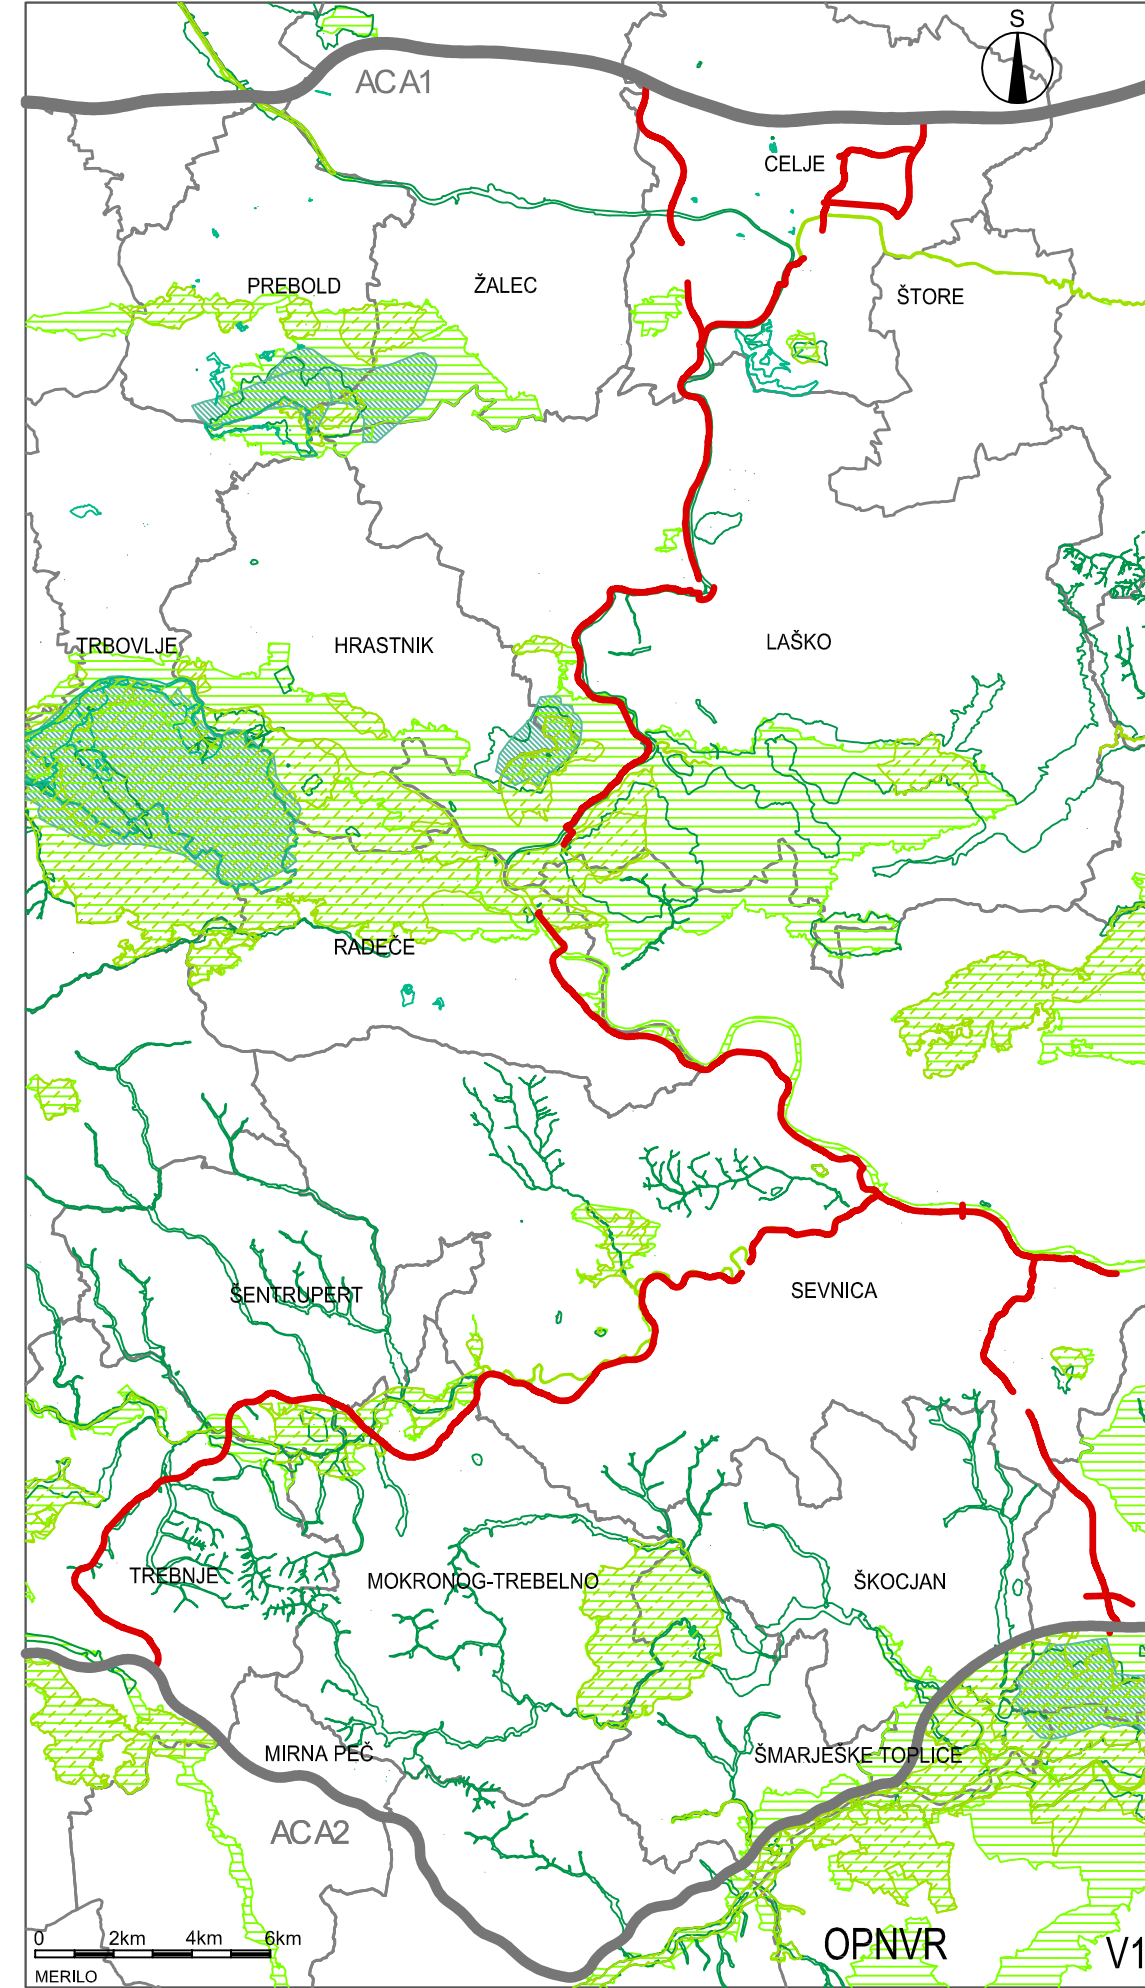 S
ACA1
CELJE
PREBOLD
ŽALEC
ŠTORE
TRBOVLJE
HRASTNIK
LAŠKO
RADEČE
ŠENTRUPERT
SEVNICA
TREBNJE
MOKRONOG-TREBELNO
ŠKOCJAN
MIRNA PEČ
ŠMARJEŠKE TOPLICE
ACA2
0 2km 4km 6km
MERILO
OPNVR
V1